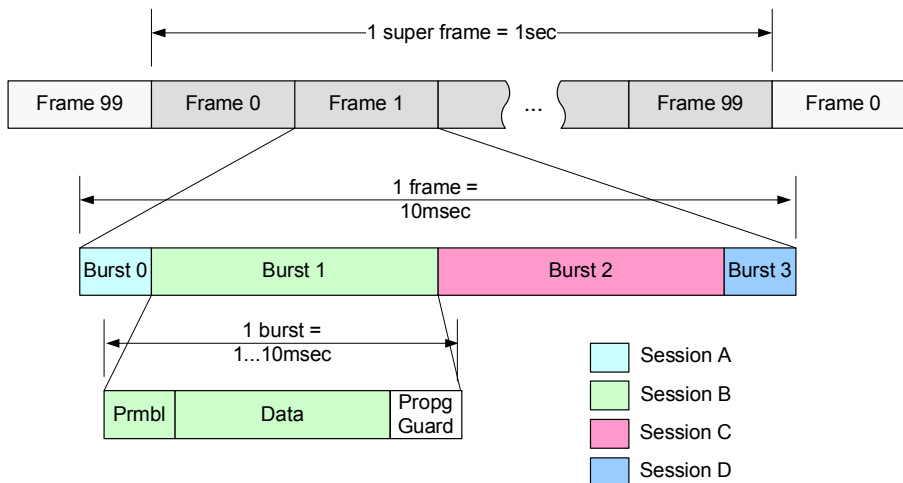 1 super frame = 1sec
Frame 99 Frame 0 Frame 1 ... Frame 99 Frame 0
1 frame =
10msec
Burst 0 Burst 1 Burst 2 Burst 3
1 burst =
1...10msec
Prmbl Data Propg
Guard
Session A
Session B
Session C
Session D